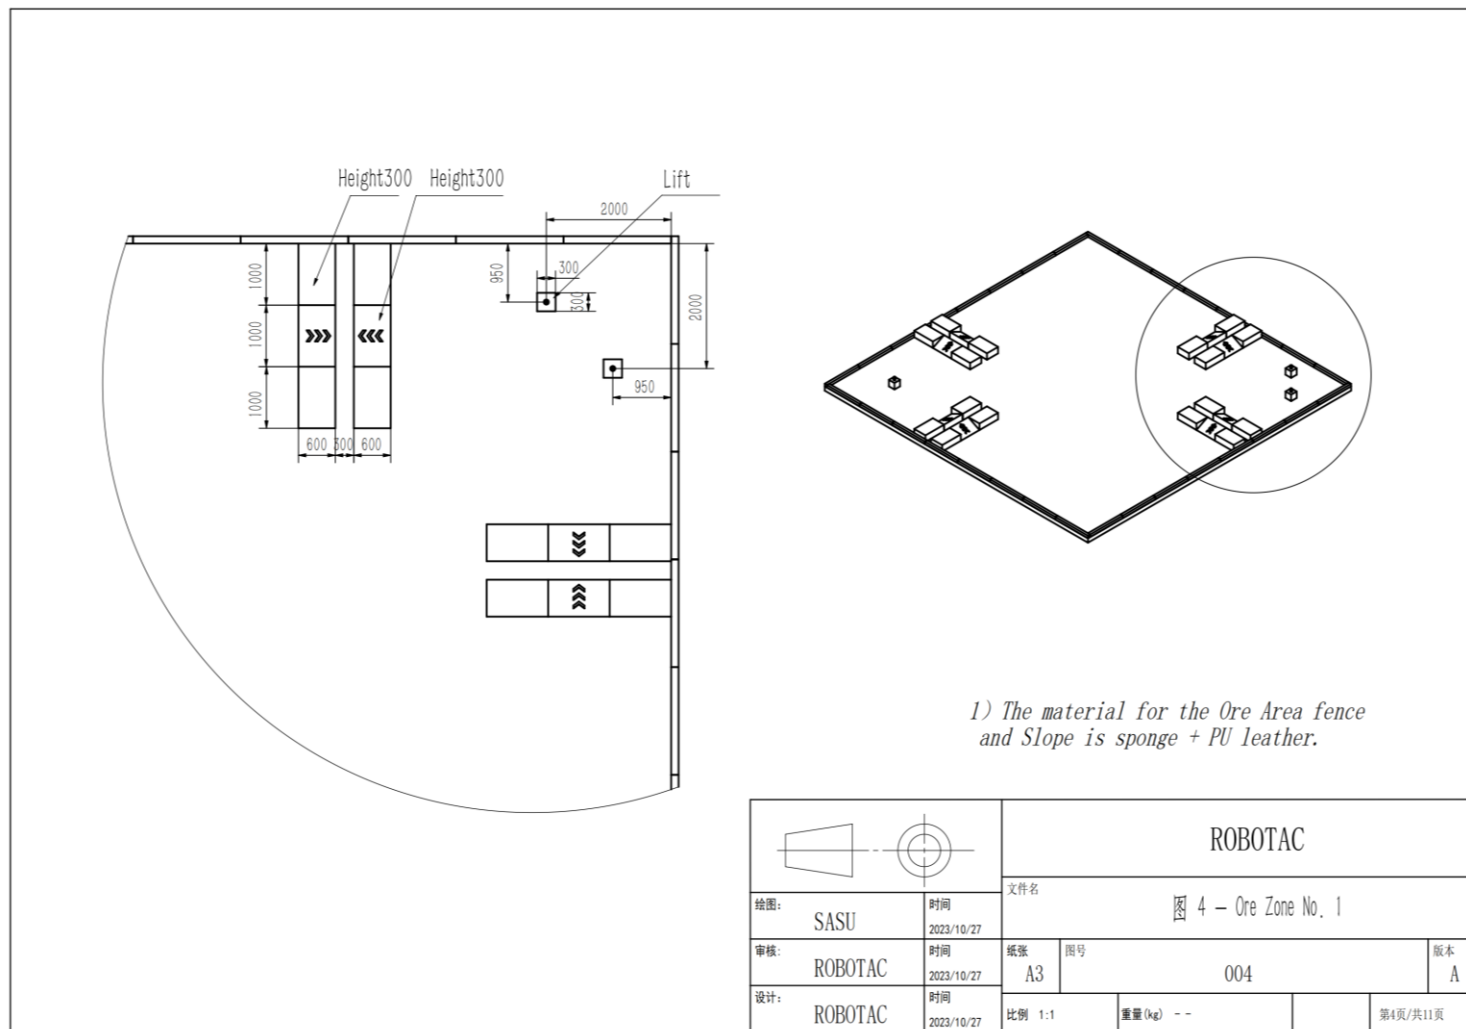 Height300 Height300 Lift
2000
950
300
300
1000
1000
1000
2000
950
600 300 600
1) The material for the Ore Area fence
and Slope is sponge + PU leather.
ROBOTAC
文件名
图 4 — Ore Zone No. 1
绘图: SASU 时间 2023/10/27
审核: ROBOTAC 时间 2023/10/27
设计: ROBOTAC 时间 2023/10/27
纸张 A3 图号 004 版本 A
比例 1:1 重量(kg) -- 第4页/共11页